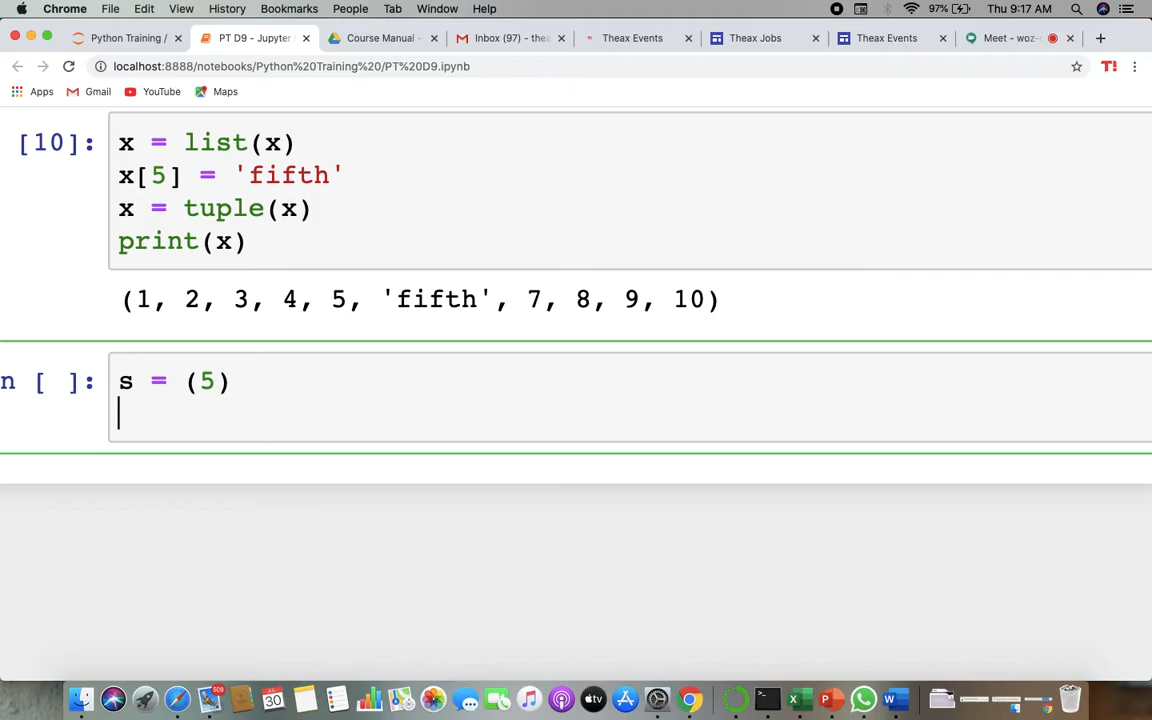 Chrome File Edit View History Bookmarks People Tab Window Help 97% Thu 9:17 AM
Python Training / PT D9 - Jupyter Course Manual - Inbox (97) - thea Theax Events Theax Jobs Theax Events Meet - woz-
localhost:8888/notebooks/Python%20Training%20/PT%20D9.ipynb T!
Apps Gmail YouTube Maps
[10]: x = list(x)
x[5] = 'fifth'
x = tuple(x)
print(x)
(1, 2, 3, 4, 5, 'fifth', 7, 8, 9, 10)
n [ ]: s = (5)
509
30